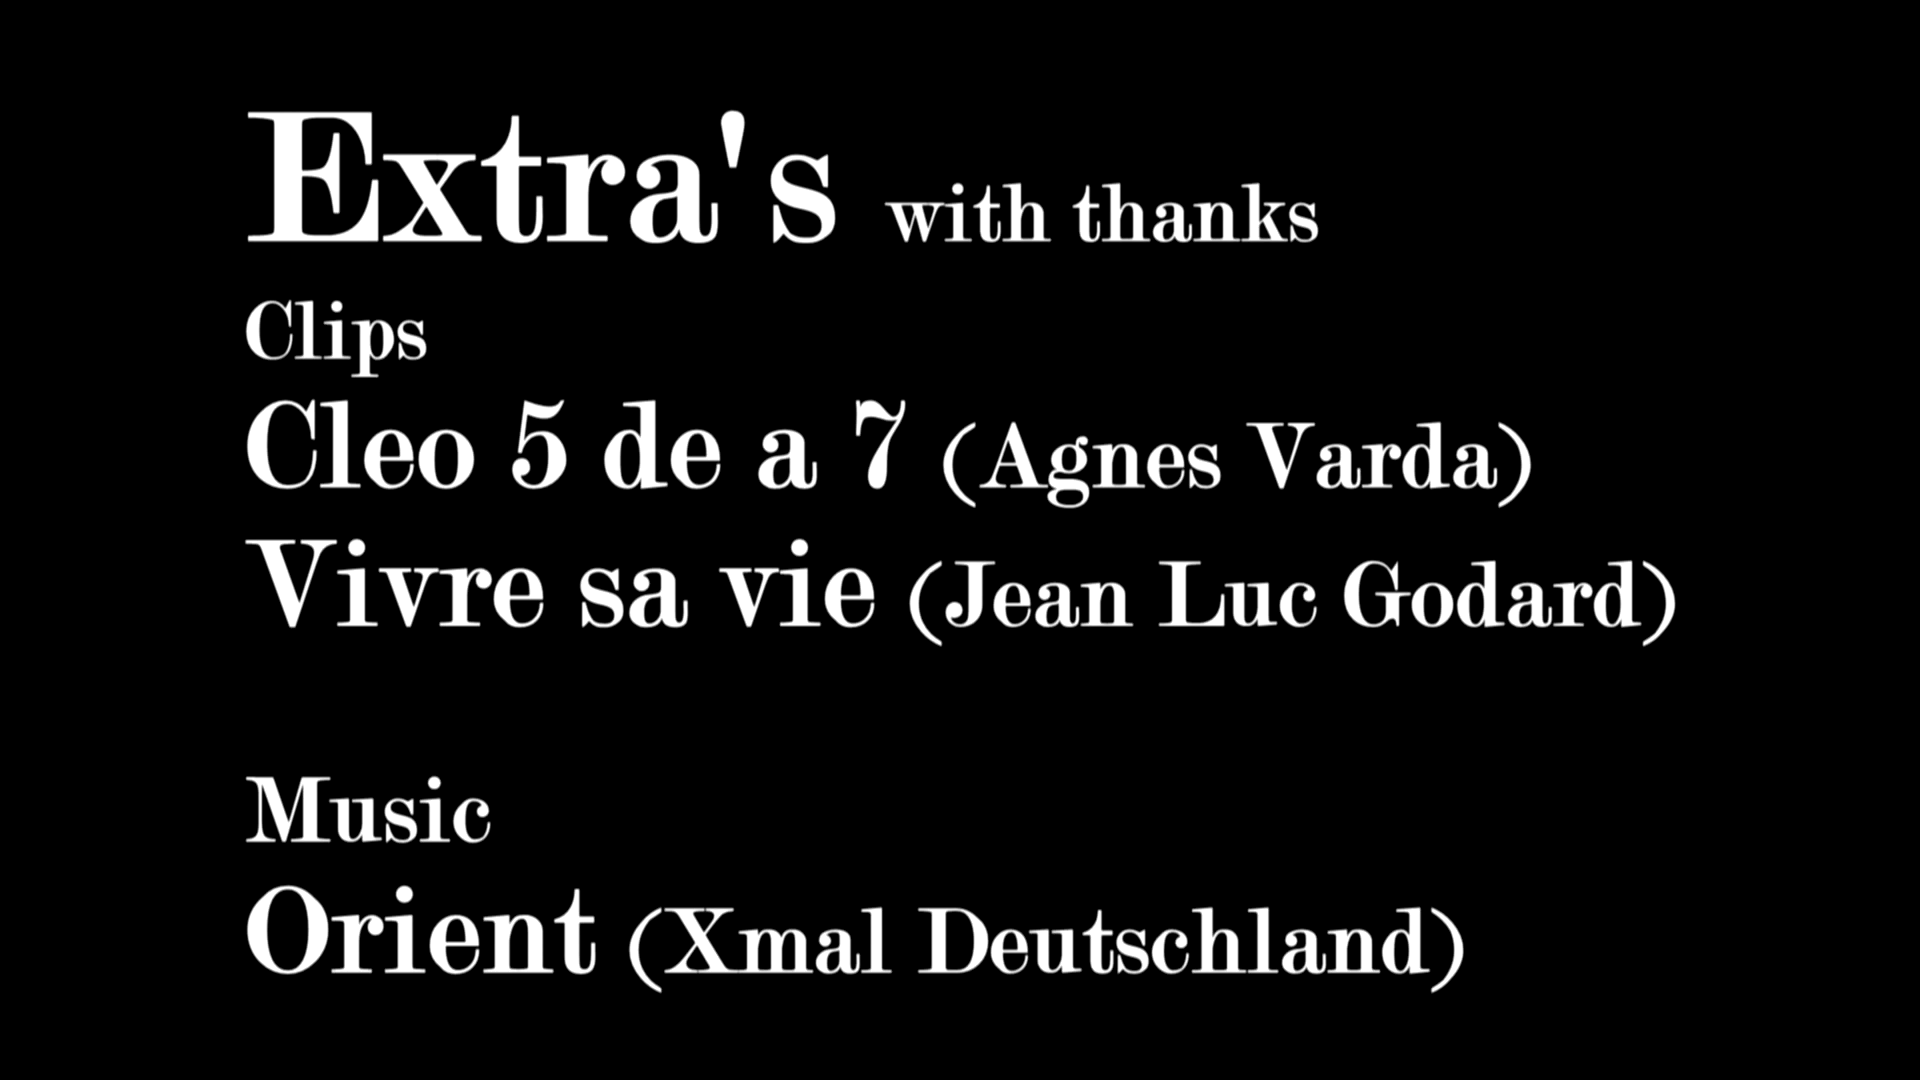 Extra's with thanks
Clips
Cleo 5 de a 7 (Agnes Varda)
Vivre sa vie (Jean Luc Godard)
Music
Orient (Xmal Deutschland)